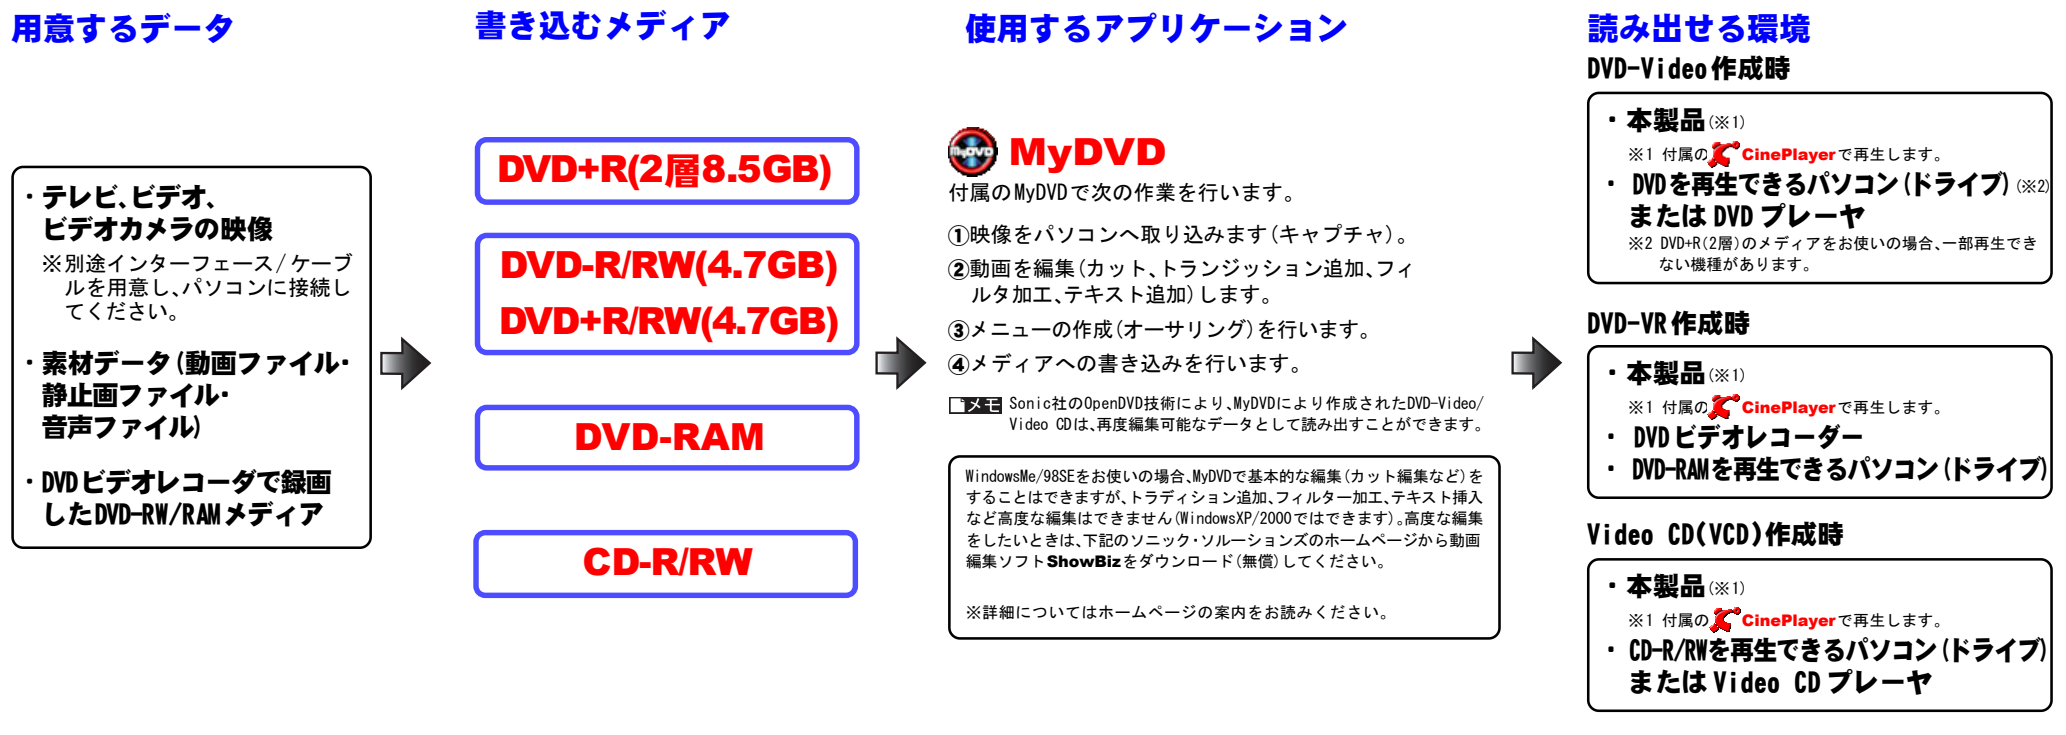 用意するデータ
・テレビ、ビデオ、
ビデオカメラの映像
※別途インターフェース/ケーブ
ルを用意し、パソコンに接続し
てください。
・素材データ(動画ファイル・
静止画ファイル・
音声ファイル)
・DVDビデオレコーダで録画
したDVD-RW/RAMメディア
書き込むメディア
DVD+R(2層8.5GB)
DVD-R/RW(4.7GB)
DVD+R/RW(4.7GB)
DVD-RAM
CD-R/RW
使用するアプリケーション
MyDVD MyDVD
付属のMyDVDで次の作業を行います。
①映像をパソコンへ取り込みます(キャプチャ)。
②動画を編集(カット、トランジッション追加、フィ
ルタ加工、テキスト追加)します。
③メニューの作成(オーサリング)を行います。
④メディアへの書き込みを行います。
メモ Sonic社のOpenDVD技術により、MyDVDにより作成されたDVD-Video/
Video CDは、再度編集可能なデータとして読み出すことができます。
WindowsMe/98SEをお使いの場合、MyDVDで基本的な編集(カット編集など)を
することはできますが、トラディション追加、フィルター加工、テキスト挿入
など高度な編集はできません(WindowsXP/2000ではできます)。高度な編集
をしたいときは、下記のソニック・ソルーションズのホームページから動画
編集ソフトShowBizをダウンロード(無償)してください。
※詳細についてはホームページの案内をお読みください。
読み出せる環境
DVD-Video作成時
・本製品(※1)
※1 付属のCinePlayerで再生します。
・DVDを再生できるパソコン(ドライブ)(※2)
またはDVDプレーヤ
※2 DVD+R(2層)のメディアをお使いの場合、一部再生でき
ない機種があります。
DVD-VR作成時
・本製品(※1)
※1 付属のCinePlayerで再生します。
・DVDビデオレコーダー
・DVD-RAMを再生できるパソコン(ドライブ)
Video CD(VCD)作成時
・本製品(※1)
※1 付属のCinePlayerで再生します。
・CD-R/RWを再生できるパソコン(ドライブ)
またはVideo CDプレーヤ